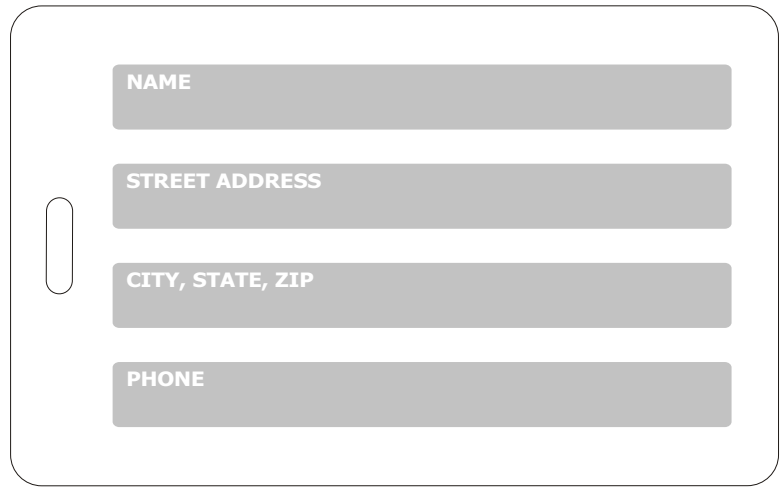 NAME
STREET ADDRESS
CITY, STATE, ZIP
PHONE